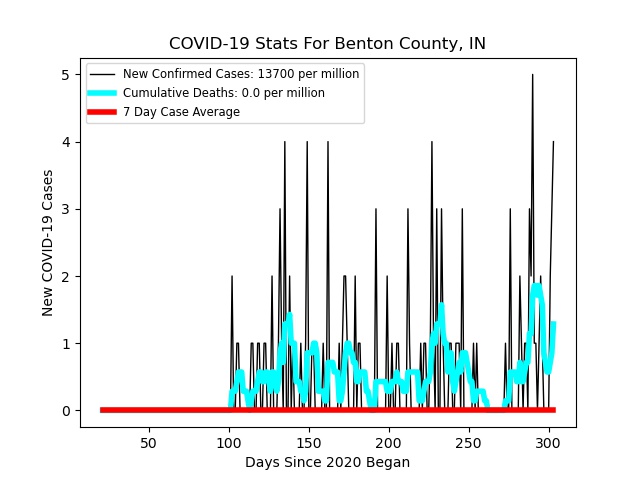 COVID-19 Stats For Benton County, IN
New Confirmed Cases: 13700 per million
Cumulative Deaths: 0.0 per million
7 Day Case Average
New COVID-19 Cases
5
4
3
2
1
0
50 100 150 200 250 300
Days Since 2020 Began